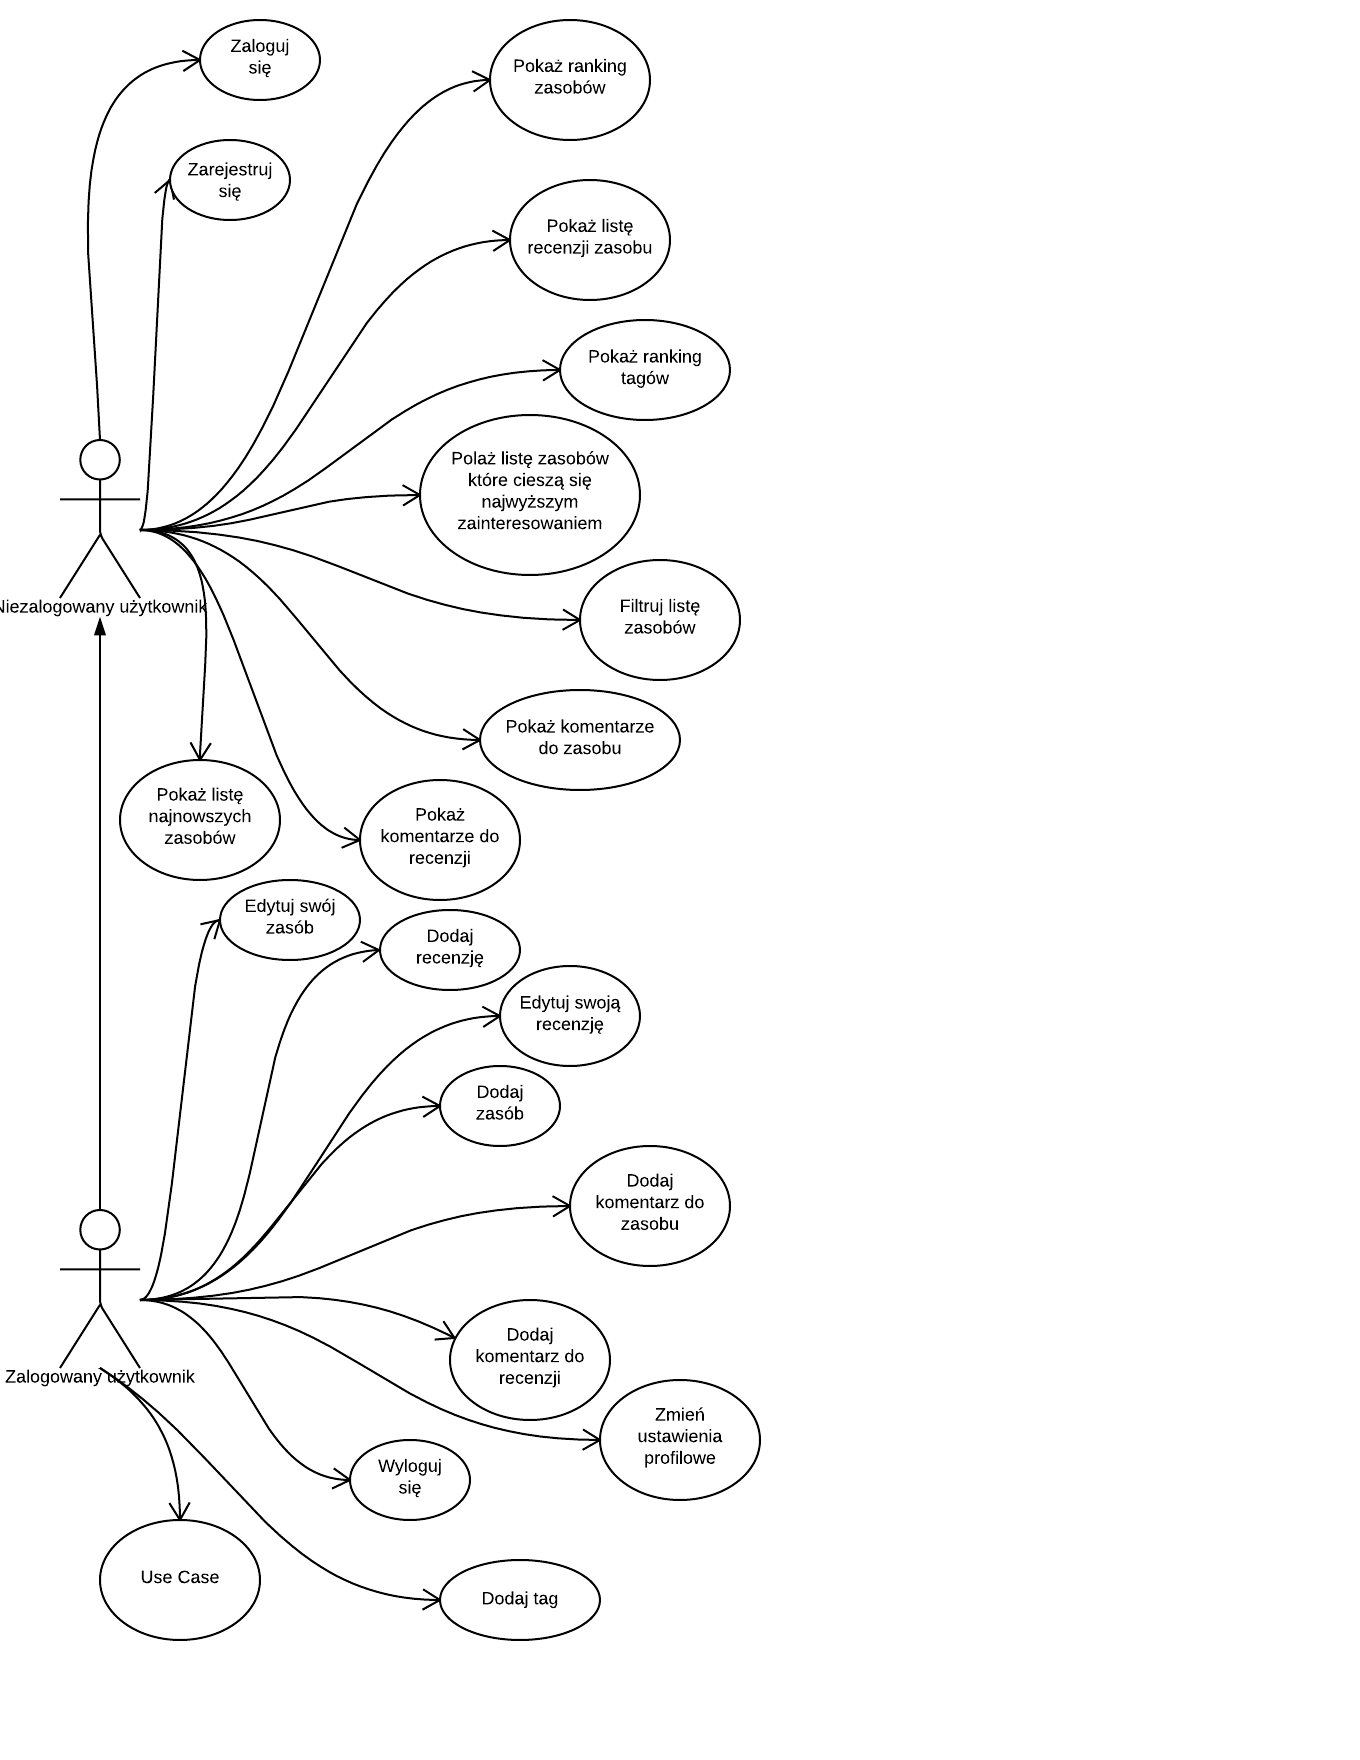 Zaloguj
się
Pokaż ranking
zasobów
Zarejestruj
się
Pokaż listę
recenzji zasobu
Pokaż ranking
tagów
Polaż listę zasobów
które cieszą się
najwyższym
zainteresowaniem
Niezalogowany użytkownik
Filtruj listę
zasobów
Pokaż komentarze
do zasobu
Pokaż listę
najnowszych
zasobów
Pokaż
komentarze do
recenzji
Edytuj swój
zasób
Dodaj
recenzję
Edytuj swoją
recenzję
Dodaj
zasób
Dodaj
komentarz do
zasobu
Dodaj
komentarz do
recenzji
Zalogowany użytkownik
Zmień
ustawienia
profilowe
Wyloguj
się
Use Case
Dodaj tag